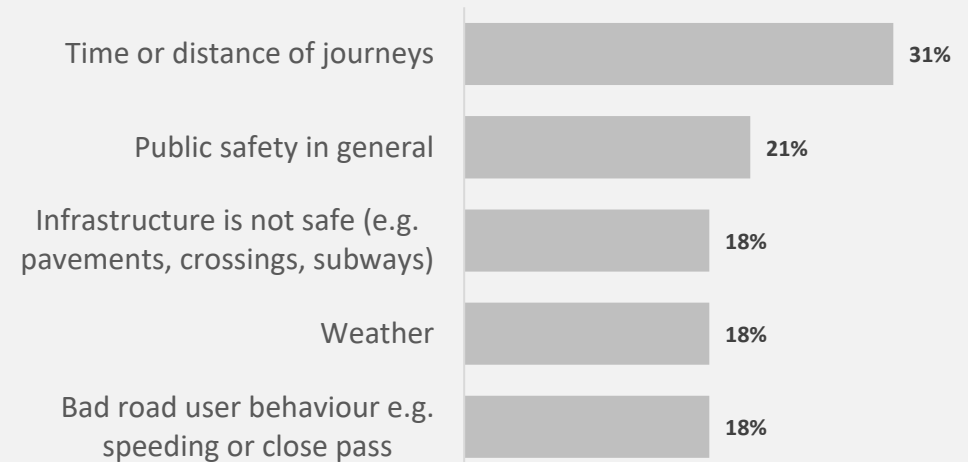 Time or distance of journeys
31%
Public safety in general
21%
Infrastructure is not safe (e.g.
pavements, crossings, subways)
18%
Weather
18%
Bad road user behaviour e.g.
speeding or close pass
18%